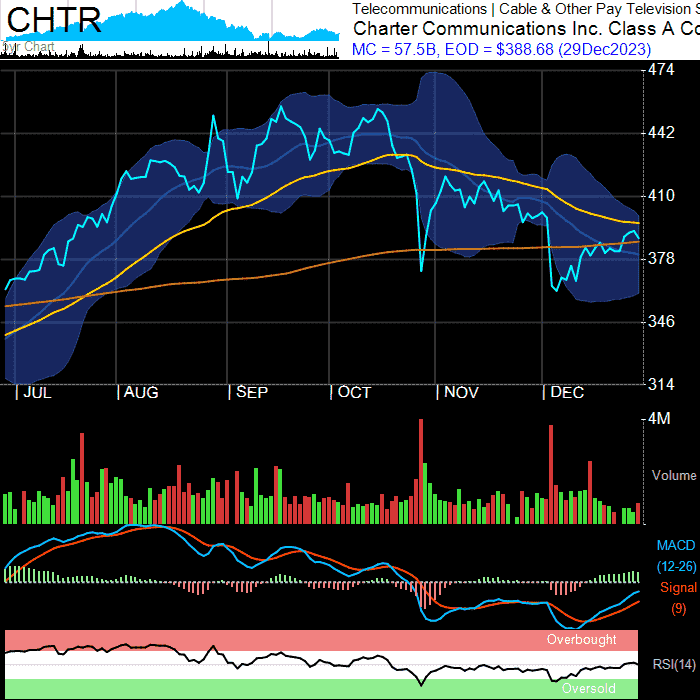 CHTR
Telecommunications | Cable & Other Pay Television S
Charter Communications Inc. Class A Co
5yr Chart
MC = 57.5B, EOD = $388.68 (29Dec2023)
474
442
410
378
346
314
JUL AUG SEP OCT NOV DEC
4M
Volume
MACD
(12-26)
Signal
(9)
Overbought
RSI(14)
Oversold